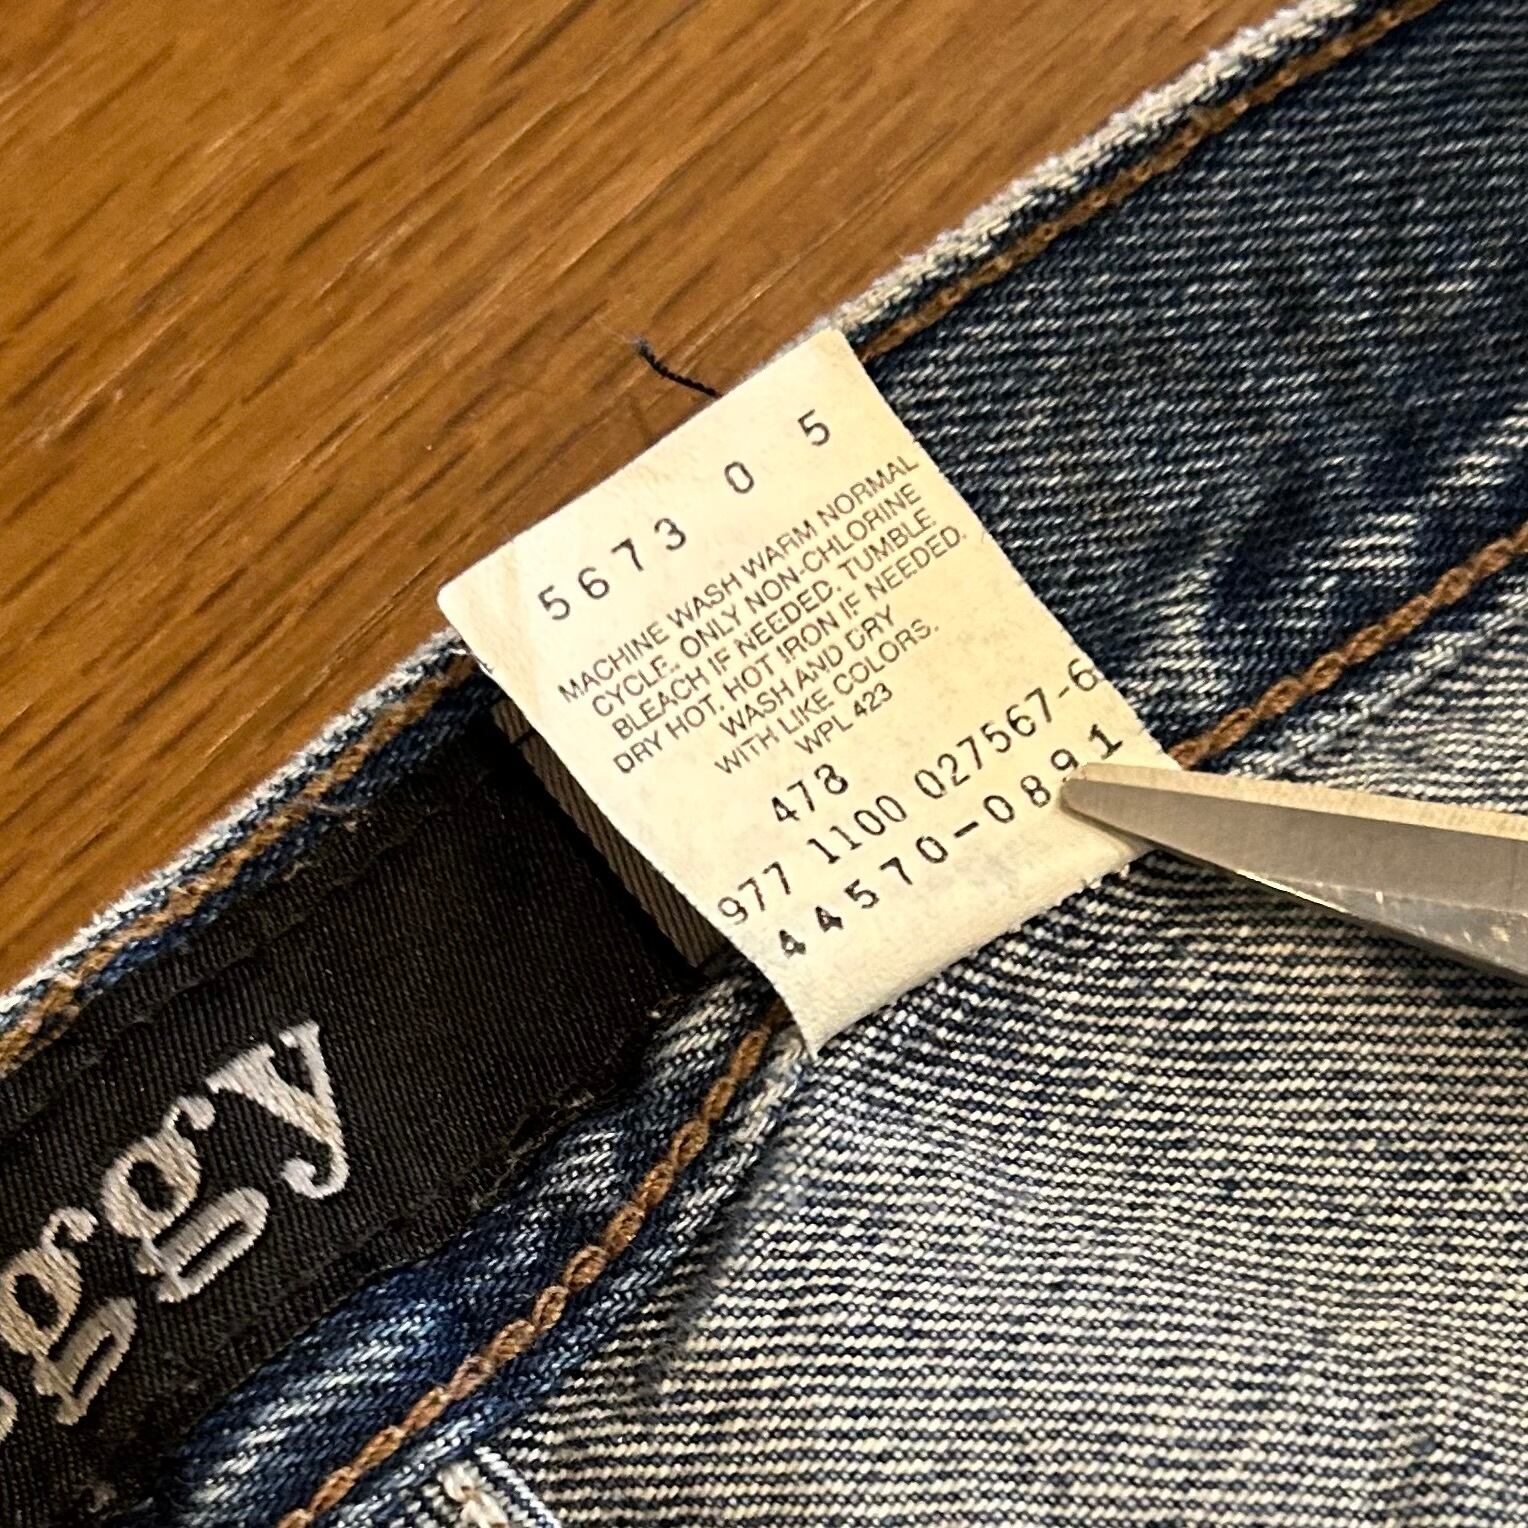 5673 0 5
MACHINE WASH WARM NORMAL
CYCLE. ONLY NON-CHLORINE
BLEACH IF NEEDED. TUMBLE
DRY HOT. HOT IRON IF NEEDED.
WASH AND DRY
WITH LIKE COLORS.
WPL 423
478
977 1100 027567-6
44570-0891
ggy